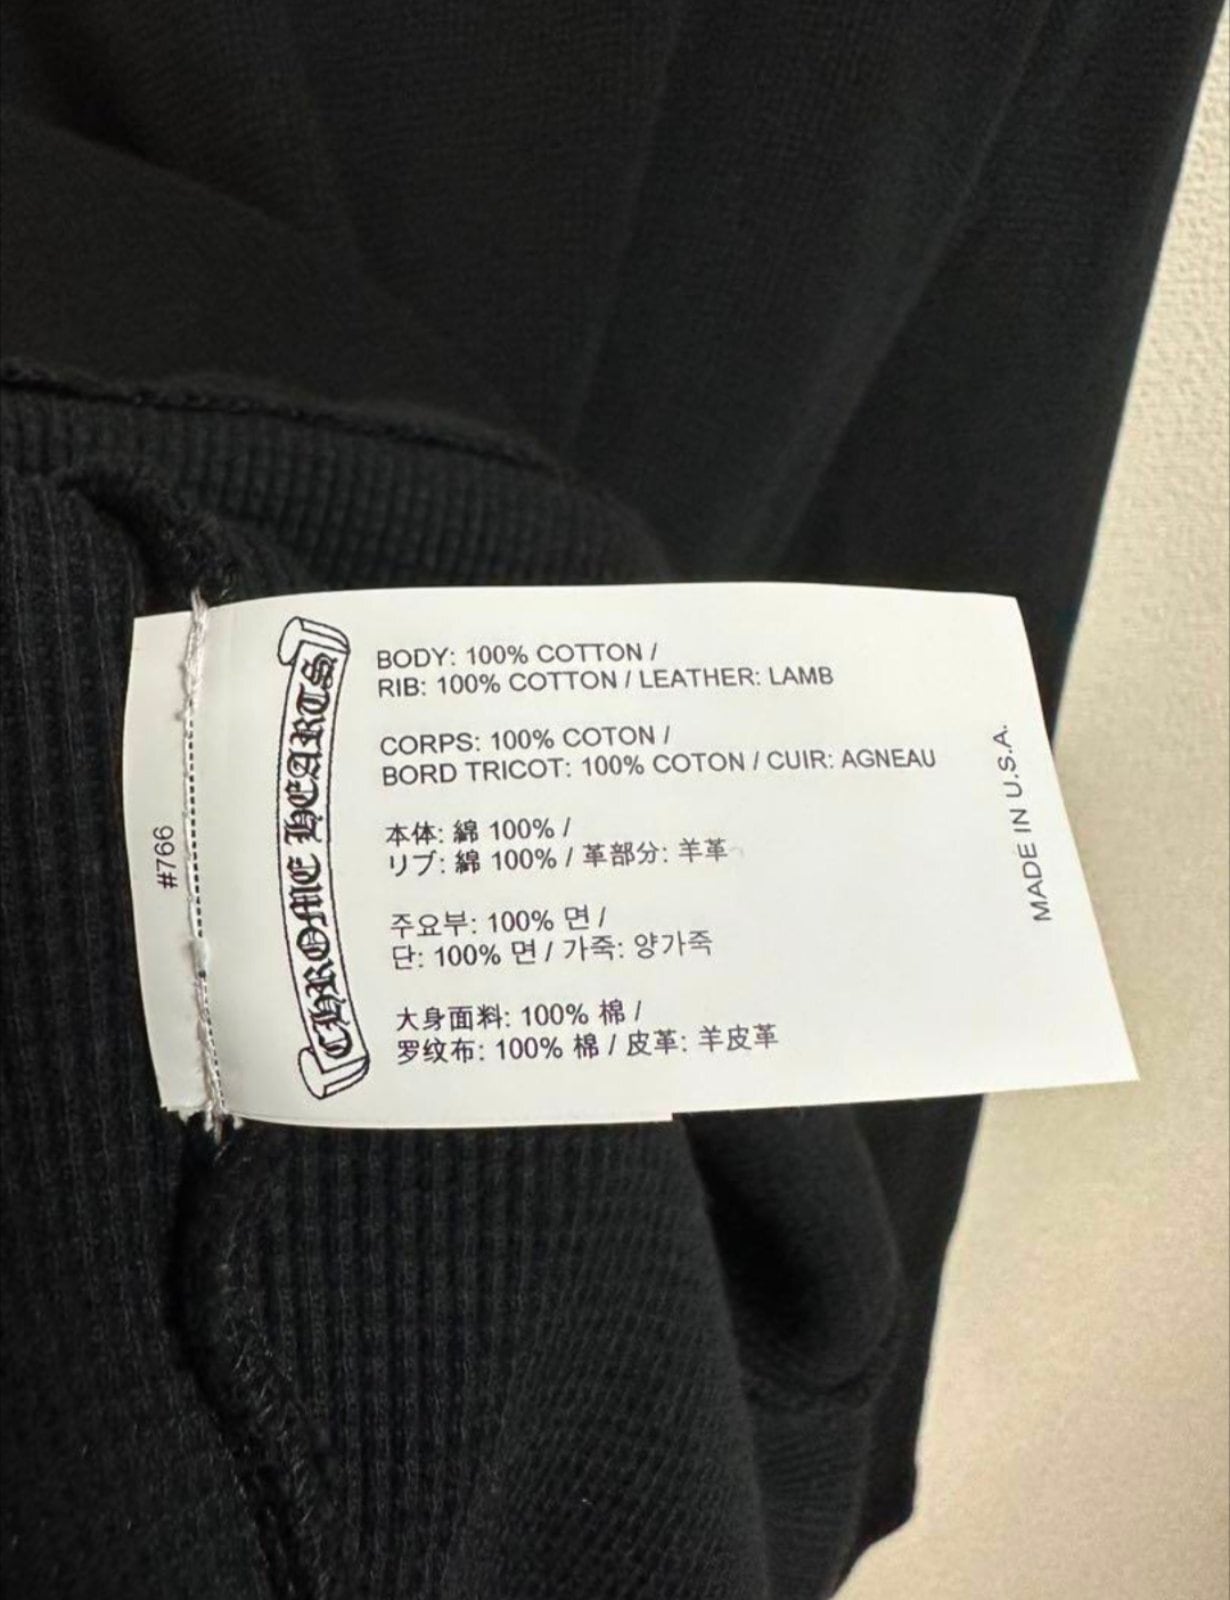 #766
CHROME HEARTS
BODY: 100% COTTON /
RIB: 100% COTTON / LEATHER: LAMB
CORPS: 100% COTON /
BORD TRICOT: 100% COTON / CUIR: AGNEAU
本体: 綿 100% /
リブ: 綿 100% / 革部分: 羊革
주요부: 100% 면 /
단: 100% 면 / 가죽: 양가죽
大身面料: 100% 棉 /
罗纹布: 100% 棉 / 皮革: 羊皮革
MADE IN U.S.A.